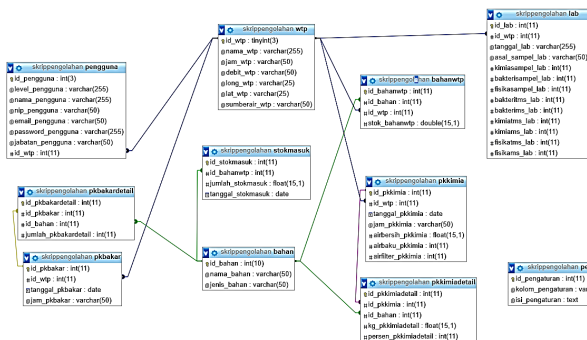 skrippengolahan wtp
id_wtp : tinyint(3)
nama_wtp : varchar(255)
jam_wtp : varchar(50)
debit_wtp : varchar(50)
long_wtp : varchar(25)
lat_wtp : varchar(25)
sumberair_wtp : varchar(50)
skrippengolahan lab
id_lab : int(11)
id_wtp : int(11)
tanggal_lab : varchar(255)
asal_sampel_lab : varchar(50)
kimiasampel_lab : int(11)
bakterisampel_lab : int(11)
fisikasampel_lab : int(11)
bakteritms_lab : int(11)
bakterims_lab : int(11)
kimiatms_lab : int(11)
kimiams_lab : int(11)
fisikatms_lab : int(11)
fisikams_lab : int(11)
skrippengolahan pengguna
id_pengguna : int(3)
level_pengguna : varchar(255)
nama_pengguna : varchar(255)
nip_pengguna : varchar(50)
email_pengguna : varchar(50)
password_pengguna : varchar(255)
jabatan_pengguna : varchar(50)
id_wtp : int(11)
skrippengolahan bahanwtp
id_bahanwtp : int(11)
id_bahan : int(11)
id_wtp : int(11)
stok_bahanwtp : double(15,1)
skrippengolahan stokmasuk
id_stokmasuk : int(11)
id_bahanwtp : int(11)
jumlah_stokmasuk : float(15,1)
tanggal_stokmasuk : date
skrippengolahan pkbakardetail
id_pkbakardetail : int(11)
id_pkbakar : int(11)
id_bahan : int(11)
jumlah_pkbakardetail : int(11)
skrippengolahan pkkimia
id_pkkimia : int(11)
id_wtp : int(11)
tanggal_pkkimia : date
jam_pkkimia : varchar(50)
airbersih_pkkimia : float(15,1)
airbaku_pkkimia : int(11)
airfilter_pkkimia : int(11)
skrippengolahan pkbakar
id_pkbakar : int(11)
id_wtp : int(11)
tanggal_pkbakar : date
jam_pkbakar : varchar(50)
skrippengolahan bahan
id_bahan : int(10)
nama_bahan : varchar(50)
jenis_bahan : varchar(50)
skrippengolahan pkkimiadetail
id_pkkimiadetail : int(11)
id_pkkimia : int(11)
id_bahan : int(11)
kg_pkkimiadetail : float(15,1)
persen_pkkimiadetail : int(11)
skrippengolahan pe
id_pengaturan : int(11)
kolom_pengaturan : var
isi_pengaturan : text